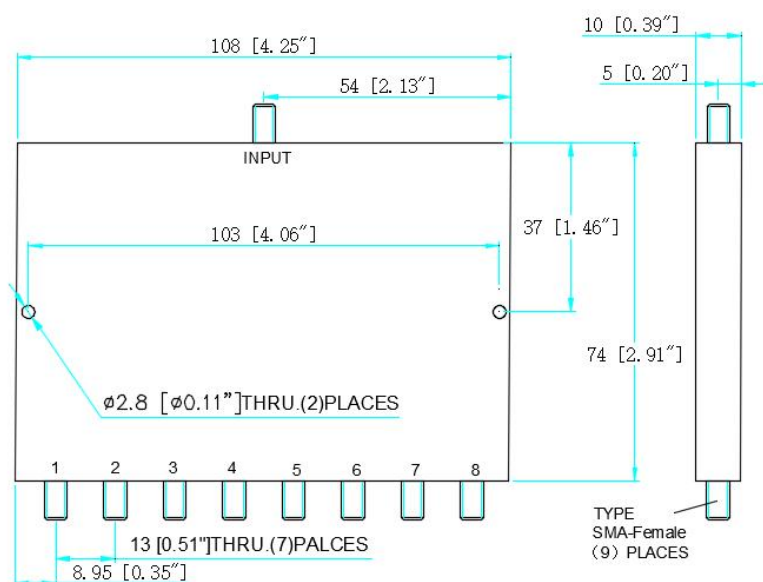 108 [4.25"]
10 [0.39"]
54 [2.13"]
5 [0.20"]
INPUT
103 [4.06"]
37 [1.46"]
74 [2.91"]
⌀2.8 [⌀0.11”]THRU.(2)PLACES
1 2 3 4 5 6 7 8
13 [0.51"]THRU.(7)PALCES
8.95 [0.35"]
TYPE
SMA-Female
（9）PLACES